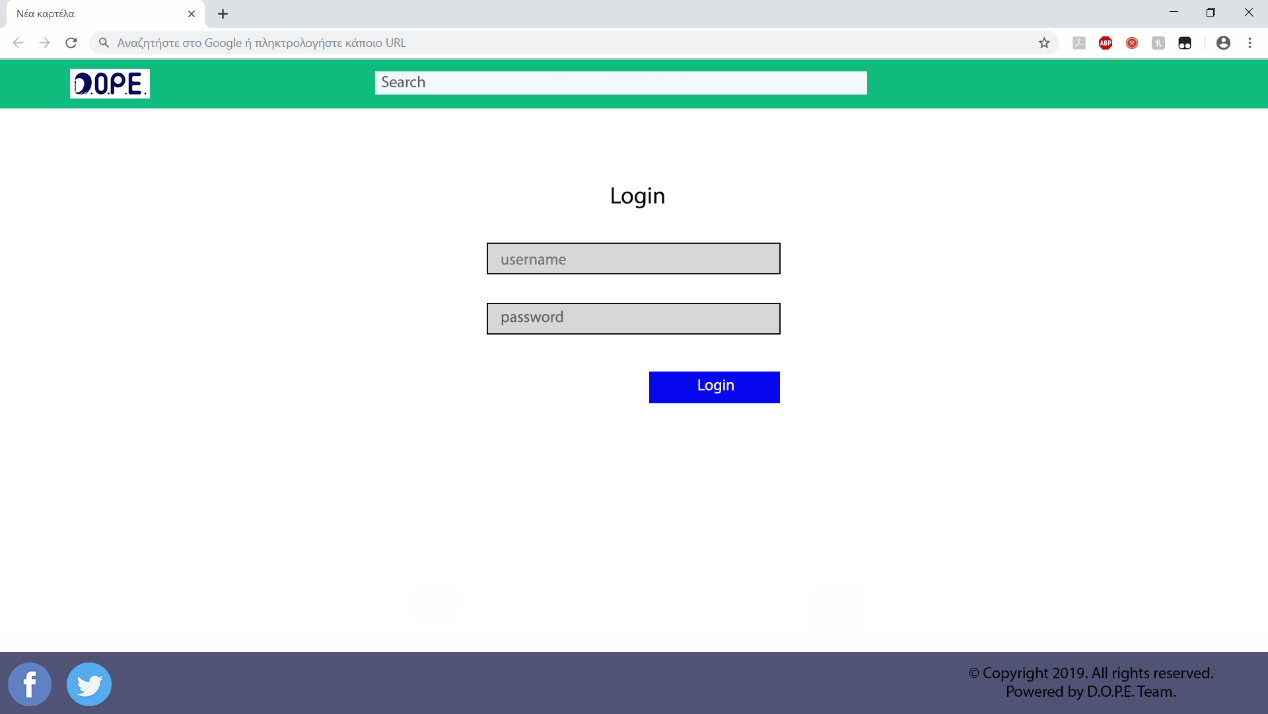 Νέα καρτέλα
Αναζητήστε στο Google ή πληκτρολογήστε κάποιο URL
ABP
D.O.P.E.
Search
Login
username
password
Login
© Copyright 2019. All rights reserved.
Powered by D.O.P.E. Team.